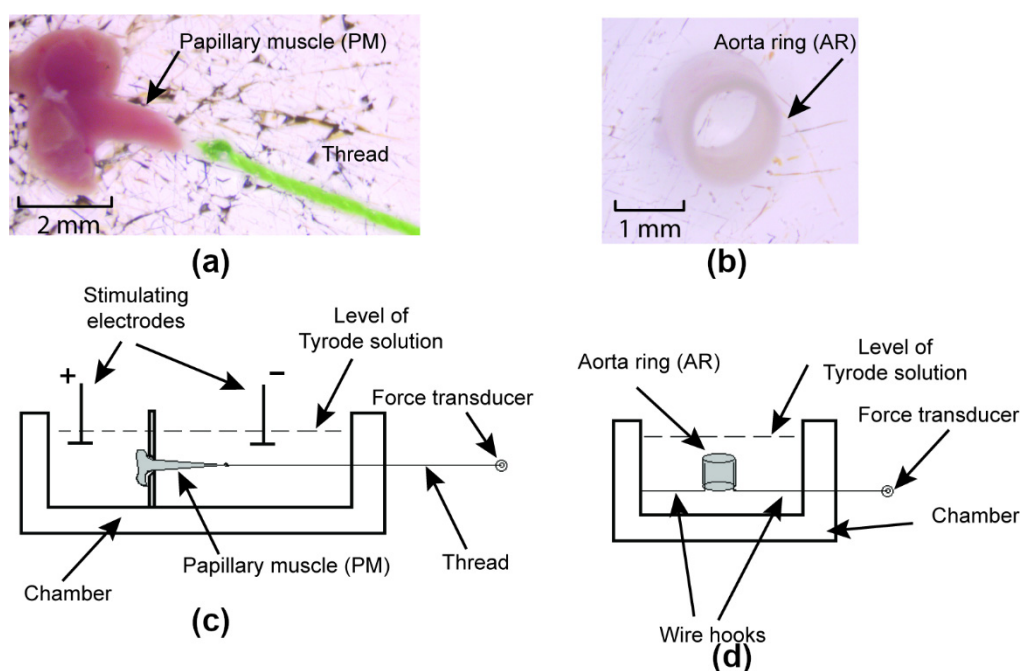 Papillary muscle (PM)
Thread
2 mm
(a)
Aorta ring (AR)
1 mm
(b)
Stimulating
electrodes
+
−
Level of
Tyrode solution
Force transducer
Chamber
Papillary muscle (PM)
Thread
(c)
Aorta ring (AR)
Level of
Tyrode solution
Force transducer
Chamber
Wire hooks
(d)